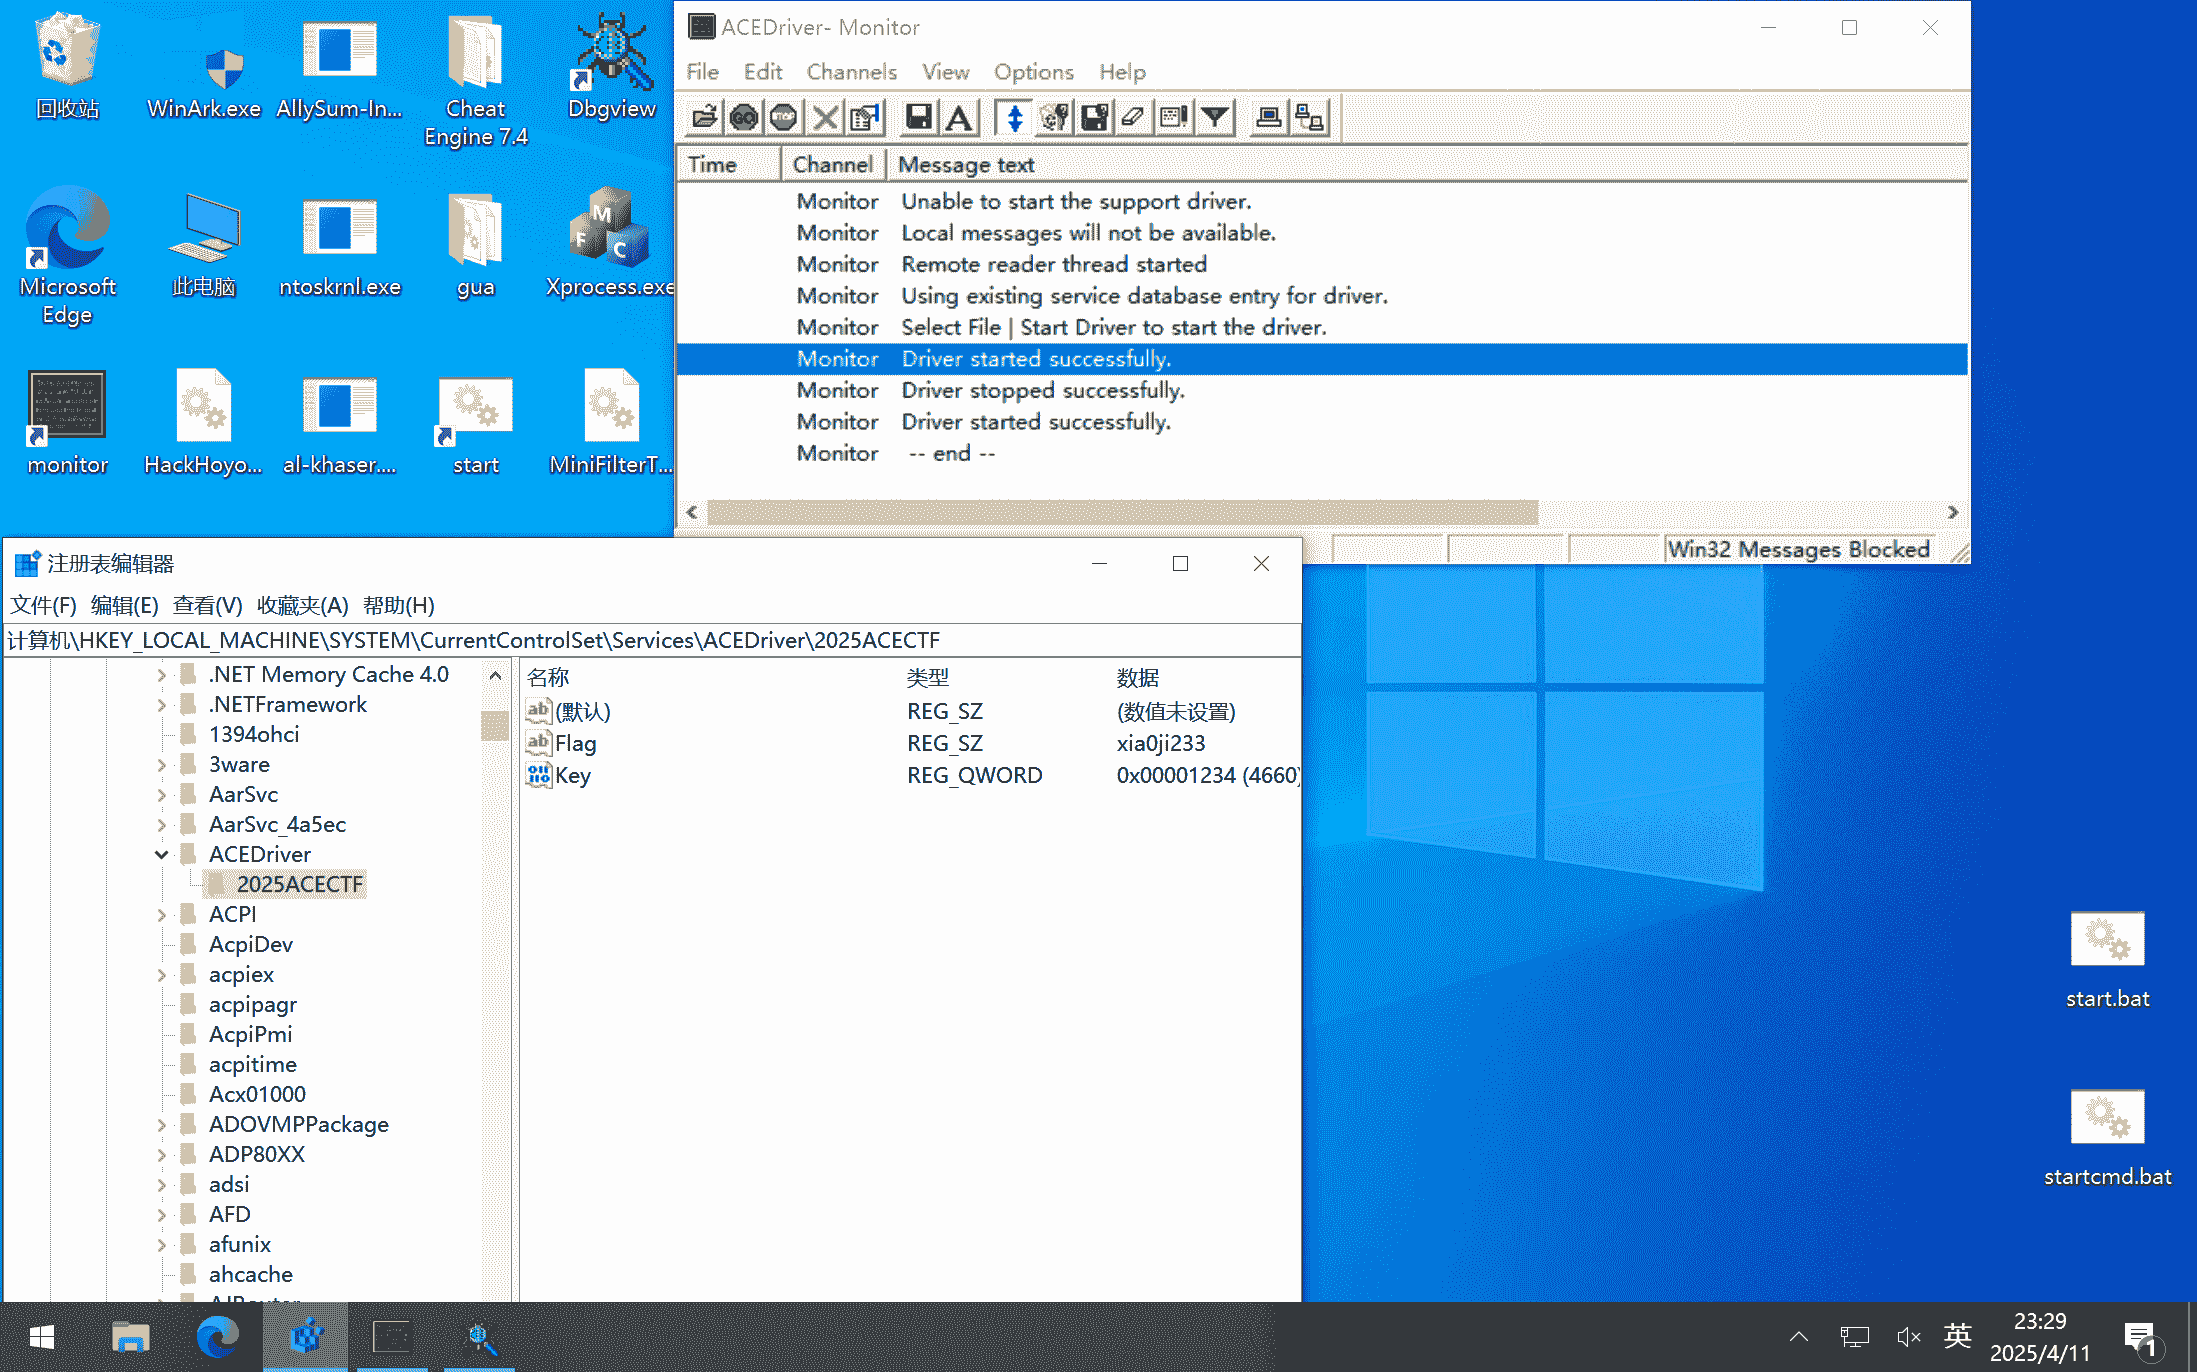 回收站
WinArk.exe
AllySum-In...
Cheat
Engine 7.4
Dbgview
Microsoft
Edge
此电脑
ntoskrnl.exe
gua
Xprocess.exe
monitor
HackHoyo...
al-khaser....
start
MiniFilterT...
ACEDriver- Monitor
File Edit Channels View Options Help
Time Channel Message text
Monitor Unable to start the support driver.
Monitor Local messages will not be available.
Monitor Remote reader thread started
Monitor Using existing service database entry for driver.
Monitor Select File | Start Driver to start the driver.
Monitor Driver started successfully.
Monitor Driver stopped successfully.
Monitor Driver started successfully.
Monitor -- end --
Win32 Messages Blocked
注册表编辑器
文件(F) 编辑(E) 查看(V) 收藏夹(A) 帮助(H)
计算机\HKEY_LOCAL_MACHINE\SYSTEM\CurrentControlSet\Services\ACEDriver\2025ACECTF
.NET Memory Cache 4.0
.NETFramework
1394ohci
3ware
AarSvc
AarSvc_4a5ec
ACEDriver
2025ACECTF
ACPI
AcpiDev
acpiex
acpipagr
AcpiPmi
acpitime
Acx01000
ADOVMPPackage
ADP80XX
adsi
AFD
afunix
ahcache
名称 类型 数据
(默认) REG_SZ (数值未设置)
Flag REG_SZ xia0ji233
Key REG_QWORD 0x00001234 (4660)
start.bat
startcmd.bat
英
23:29
2025/4/11
1